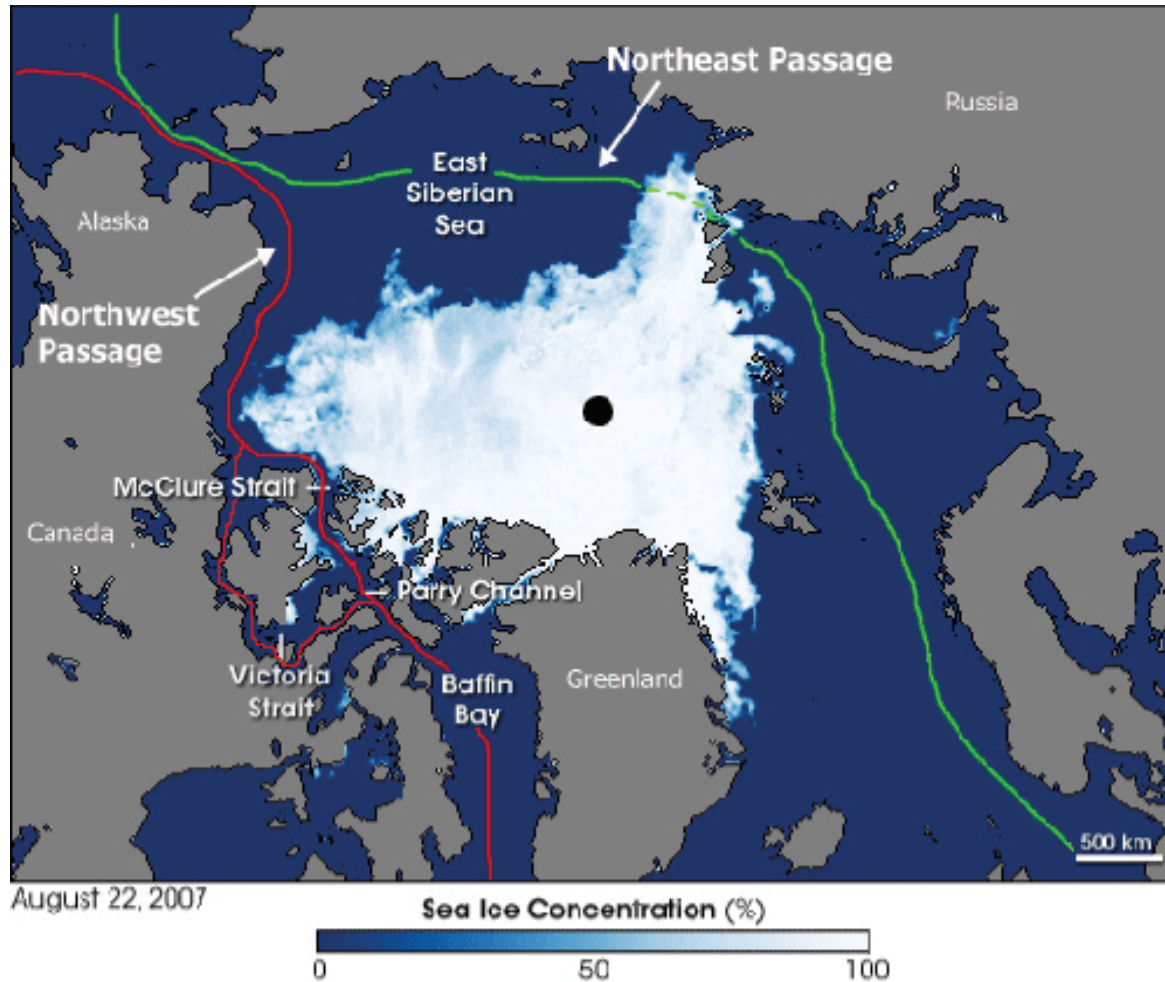 Northeast Passage
Russia
East
Siberian
Sea
Alaska
Northwest
Passage
McClure Strait
Canada
Parry Channel
Victoria
Strait
Baffin
Bay
Greenland
500 km
August 22, 2007
Sea Ice Concentration (%)
0
50
100